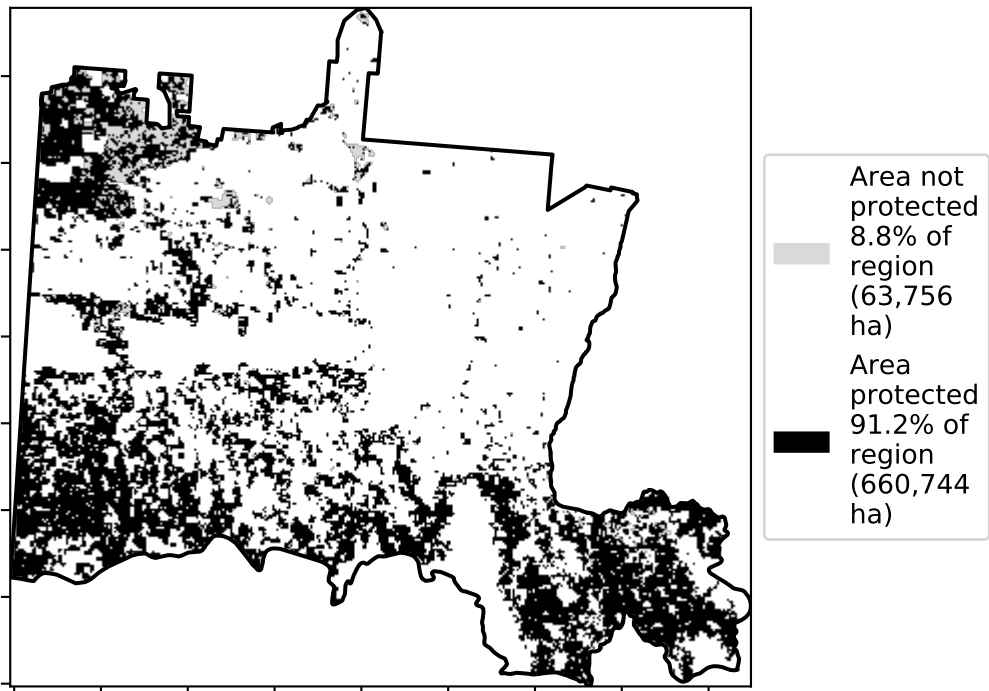 Area not
protected
8.8% of
region
(63,756
ha)
Area
protected
91.2% of
region
(660,744
ha)